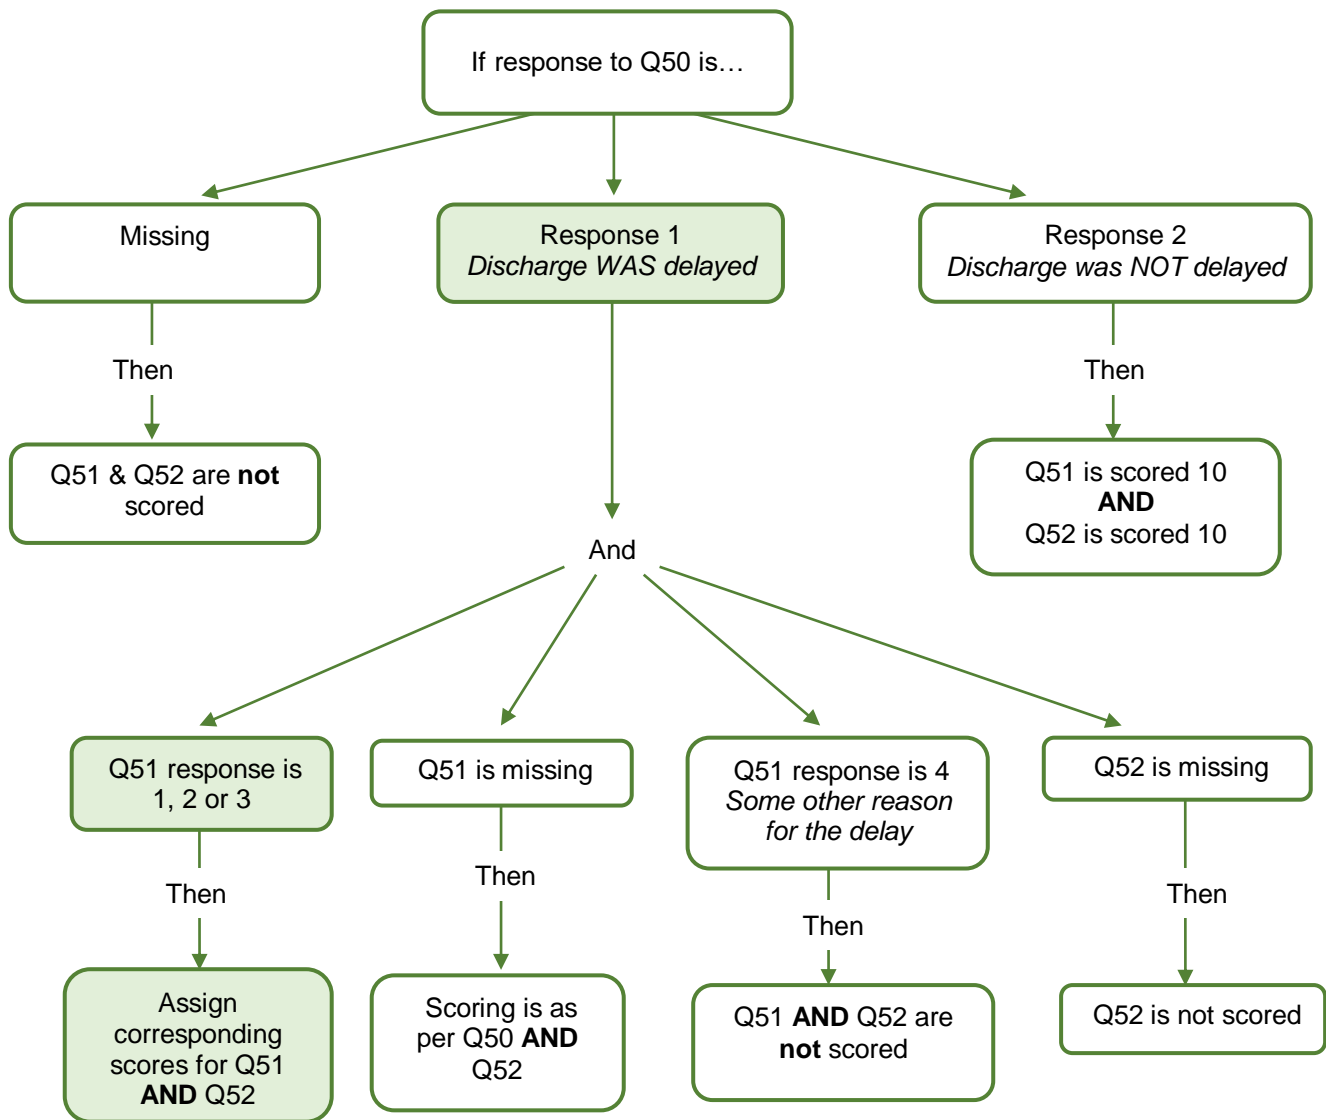 If response to Q50 is…
Missing
Response 1
Discharge WAS delayed
Response 2
Discharge was NOT delayed
Then
Then
Q51 & Q52 are not
scored
Q51 is scored 10
AND
Q52 is scored 10
And
Q51 response is
1, 2 or 3
Q51 is missing
Q51 response is 4
Some other reason
for the delay
Q52 is missing
Then
Then
Then
Then
Assign
corresponding
scores for Q51
AND Q52
Scoring is as
per Q50 AND
Q52
Q51 AND Q52 are
not scored
Q52 is not scored